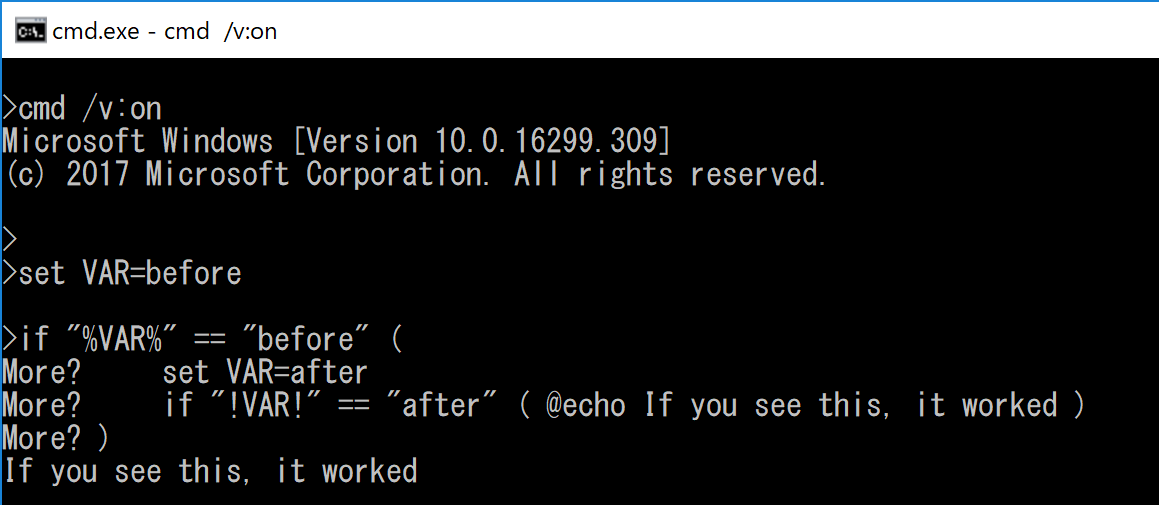 cmd.exe - cmd  /v:on
>cmd /v:on
Microsoft Windows [Version 10.0.16299.309]
(c) 2017 Microsoft Corporation. All rights reserved.
>
>set VAR=before
>if "%VAR%" == "before" (
More?     set VAR=after
More?     if "!VAR!" == "after" ( @echo If you see this, it worked )
More? )
If you see this, it worked